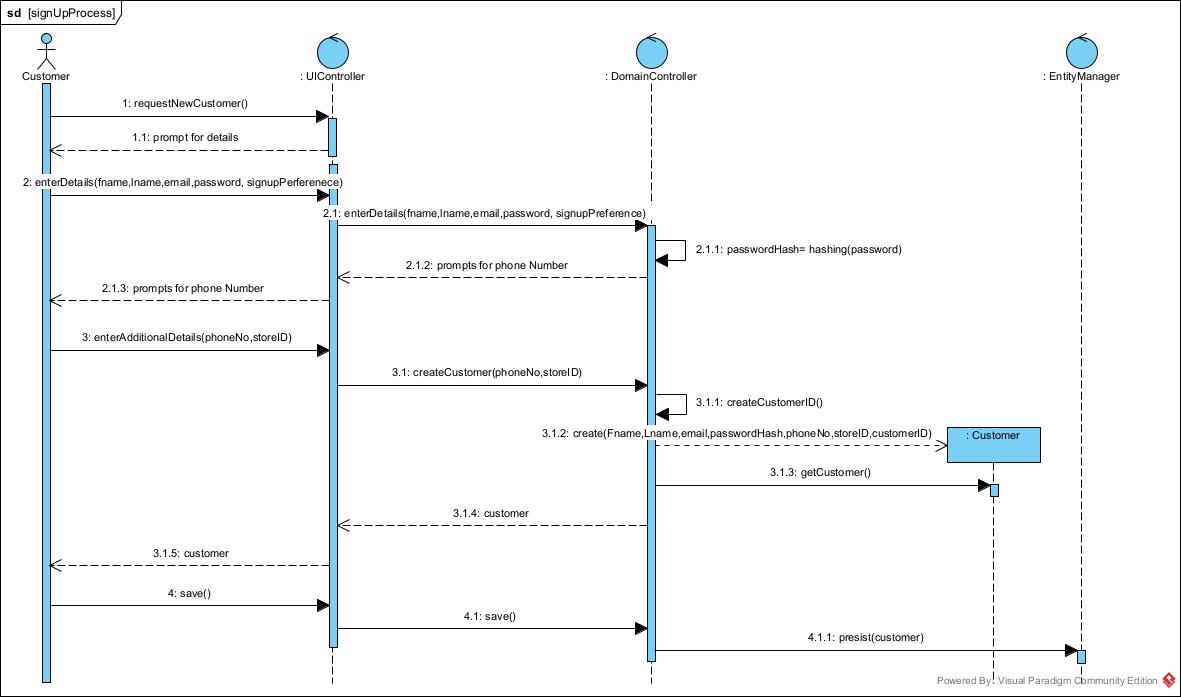 sd [signUpProcess]
Customer
: UIController
: DomainController
: EntityManager
1: requestNewCustomer()
1.1: prompt for details
2: enterDetails(fname,lname,email,password, signupPerferenece)
2.1: enterDetails(fname,lname,email,password, signupPreference)
2.1.1: passwordHash= hashing(password)
2.1.2: prompts for phone Number
2.1.3: prompts for phone Number
3: enterAdditionalDetails(phoneNo,storeID)
3.1: createCustomer(phoneNo,storeID)
3.1.1: createCustomerID()
3.1.2: create(Fname,Lname,email,passwordHash,phoneNo,storeID,customerID)
: Customer
3.1.3: getCustomer()
3.1.4: customer
3.1.5: customer
4: save()
4.1: save()
4.1.1: presist(customer)
Powered By: Visual Paradigm Community Edition